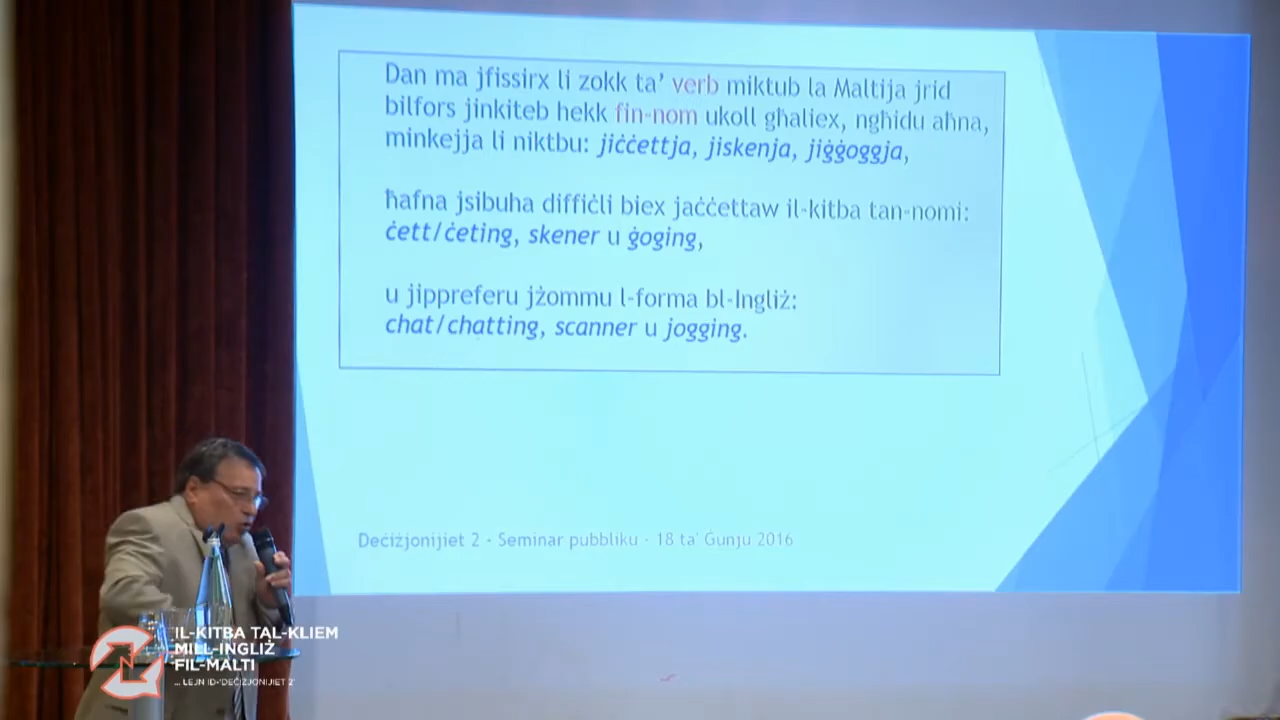 Dan ma jfissirx li zokk ta’ verb miktub la Maltija jrid
bilfors jinkiteb hekk fin-nom ukoll għaliex, ngħidu aħna,
minkejja li niktbu: jiċċettja, jiskenja, jiġġoggja,
ħafna jsibuha diffiċli biex jaċċettaw il-kitba tan-nomi:
ċett/ċeting, skener u ġoging,
u jippreferu jżommu l-forma bl-Ingliż:
chat/chatting, scanner u jogging.
Deċiżjonijiet 2 - Seminar pubbliku - 18 ta' Ġunju 2016
IL-KITBA TAL-KLIEM
MILL-INGLIŻ
FIL-MALTI
... LEJN ID-'DEĊIŻJONIJIET 2'